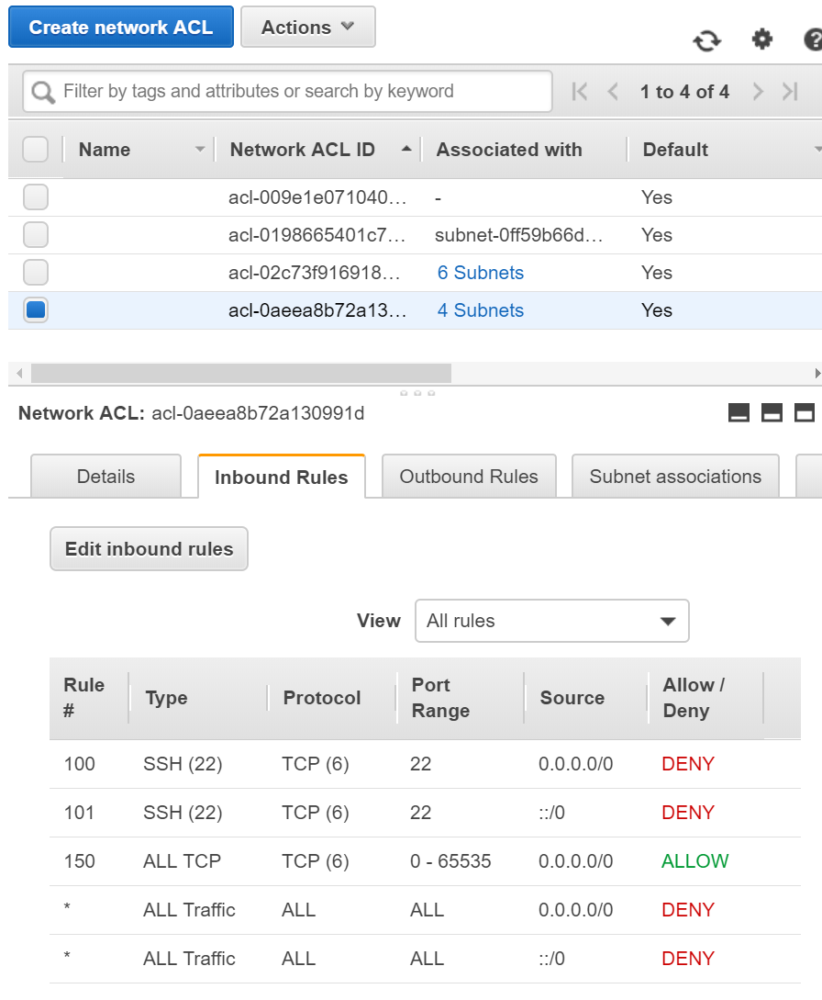 Create network ACL Actions
Filter by tags and attributes or search by keyword 1 to 4 of 4
Name Network ACL ID Associated with Default
acl-009e1e071040… - Yes
acl-0198665401c7… subnet-0ff59b66d… Yes
acl-02c73f916918… 6 Subnets Yes
acl-0aeea8b72a13… 4 Subnets Yes
Network ACL: acl-0aeea8b72a130991d
Details Inbound Rules Outbound Rules Subnet associations
Edit inbound rules
View All rules
Rule # Type Protocol Port Range Source Allow / Deny
100 SSH (22) TCP (6) 22 0.0.0.0/0 DENY
101 SSH (22) TCP (6) 22 ::/0 DENY
150 ALL TCP TCP (6) 0 - 65535 0.0.0.0/0 ALLOW
* ALL Traffic ALL ALL 0.0.0.0/0 DENY
* ALL Traffic ALL ALL ::/0 DENY